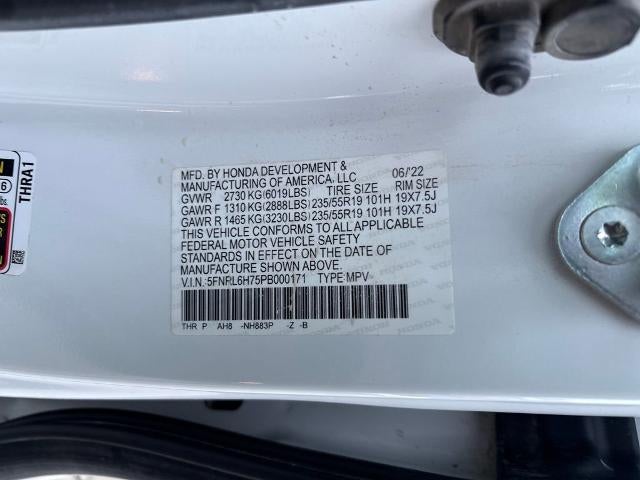 MFD. BY HONDA DEVELOPMENT &
MANUFACTURING OF AMERICA, LLC 06/'22
GVWR 2730 KG(6019LBS) TIRE SIZE RIM SIZE
GAWR F 1310 KG(2888LBS) 235/55R19 101H 19X7.5J
GAWR R 1465 KG(3230LBS) 235/55R19 101H 19X7.5J
THIS VEHICLE CONFORMS TO ALL APPLICABLE
FEDERAL MOTOR VEHICLE SAFETY
STANDARDS IN EFFECT ON THE DATE OF
MANUFACTURE SHOWN ABOVE.
V.I.N.: 5FNRL6H75PB000171 TYPE:MPV
THR P AH8 -NH883P -Z -B
THRA1